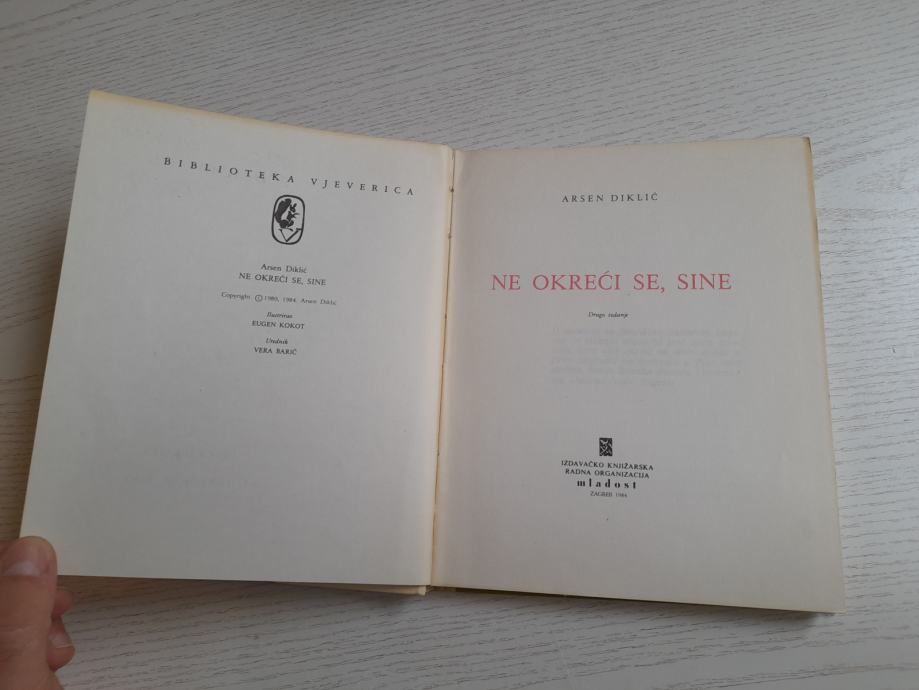 BIBLIOTEKA VJEVERICA
Arsen Diklić
NE OKREĆI SE, SINE
Copyright © 1980, 1984. Arsen Diklić
Ilustrirao
EUGEN KOKOT
Urednik
VERA BARIĆ
ARSEN DIKLIĆ
NE OKREĆI SE, SINE
Drugo izdanje
IZDAVAČKO KNJIŽARSKA
RADNA ORGANIZACIJA
mladost
ZAGREB 1984